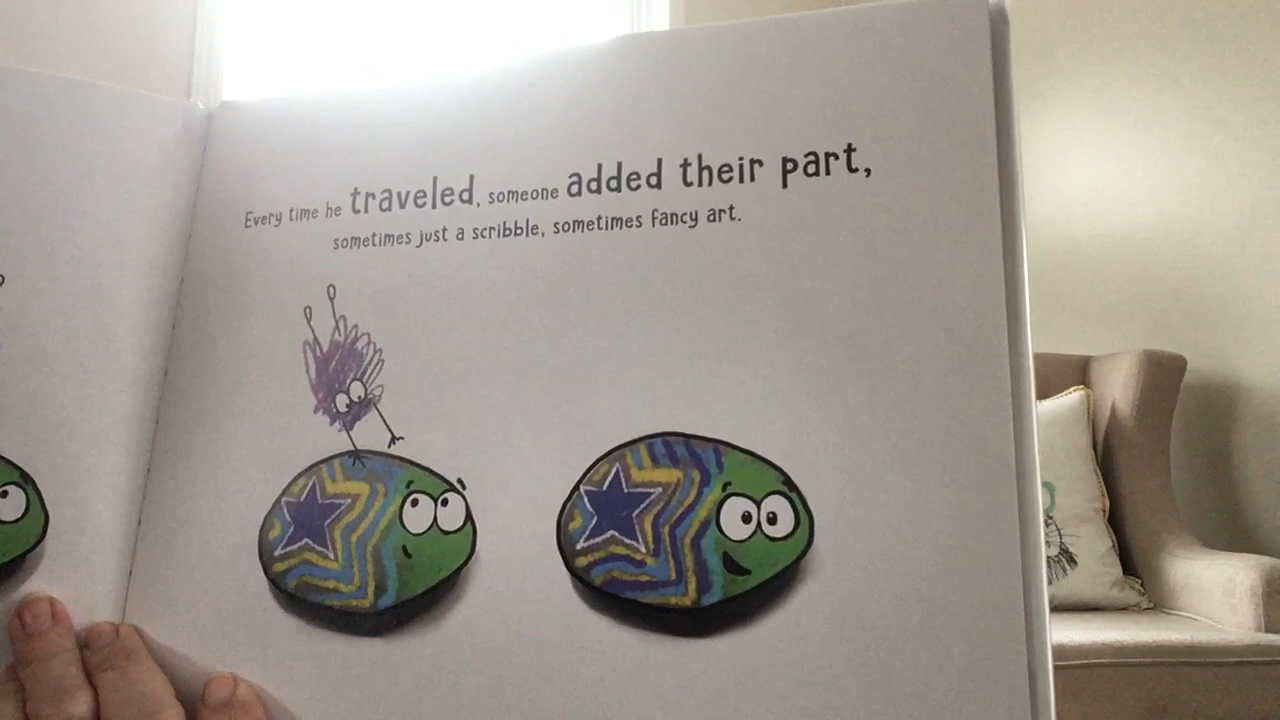 Every time he traveled, someone added their part,
sometimes just a scribble, sometimes fancy art.